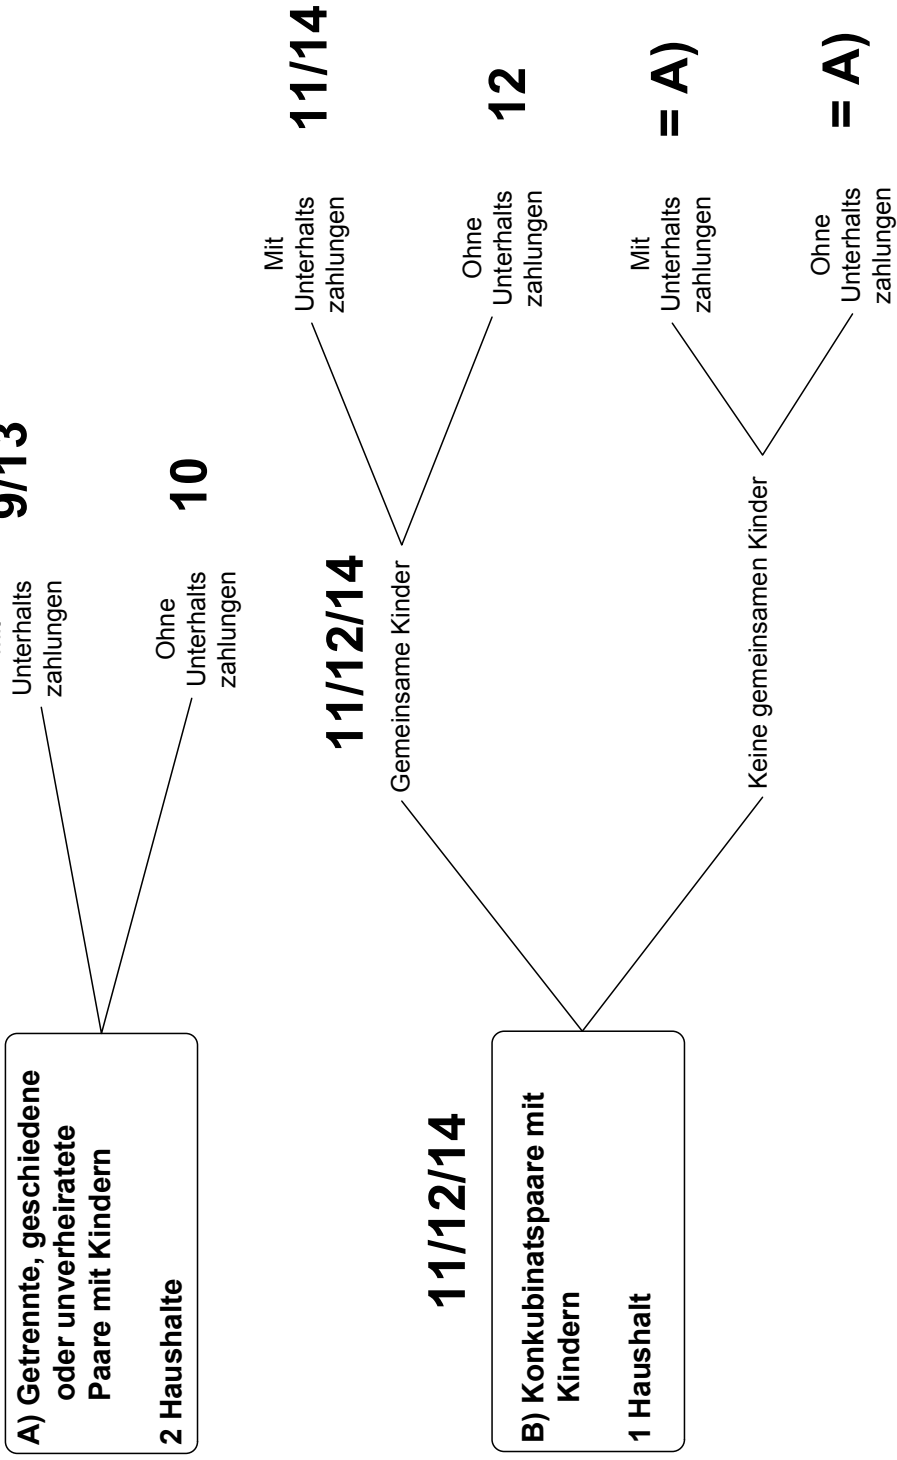 A) Getrennte, geschiedene
oder unverheiratete
Paare mit Kindern
2 Haushalte
Unterhalts
zahlungen
9/13
Ohne
Unterhalts
zahlungen
10
11/12/14
B) Konkubinatspaare mit
Kindern
1 Haushalt
11/12/14
Gemeinsame Kinder
Mit
Unterhalts
zahlungen
11/14
Ohne
Unterhalts
zahlungen
12
Keine gemeinsamen Kinder
Mit
Unterhalts
zahlungen
= A)
Ohne
Unterhalts
zahlungen
= A)